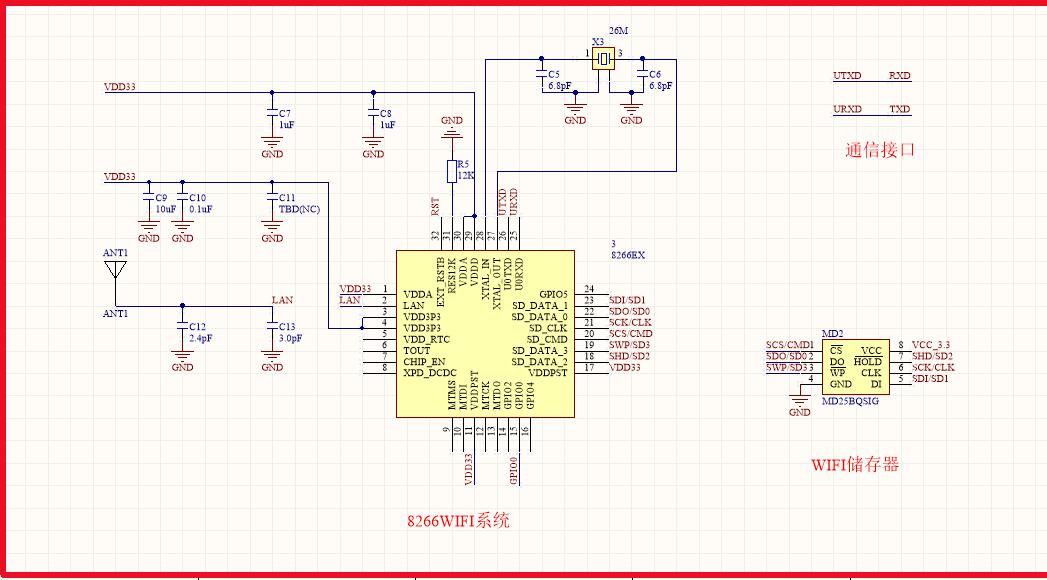 26M
X3
1
3
C5
6.8pF
C6
6.8pF
GND
GND
UTXD RXD
URXD TXD
通信接口
VDD33
C7
1uF
C8
1uF
GND
GND
GND
R5
12K
VDD33
C9
10uF
C10
0.1uF
C11
TBD(NC)
GND
GND
GND
RST
UTXD
URXD
32
31
30
29
28
27
26
25
3
8266EX
EXT_RSTB
RES12K
VDDA
VDDD
XTAL_IN
XTAL_OUT
U0TXD
U0RXD
ANT1
ANT1
LAN
C12
2.4pF
C13
3.0pF
GND
GND
VDD33 1 VDDA
LAN 2 LAN
3 VDD3P3
4 VDD3P3
5 VDD_RTC
6 TOUT
7 CHIP_EN
8 XPD_DCDC
GPIO5 24
SD_DATA_1 23 SDI/SD1
SD_DATA_0 22 SDO/SD0
SD_CLK 21 SCK/CLK
SD_CMD 20 SCS/CMD
SD_DATA_3 19 SWP/SD3
SD_DATA_2 18 SHD/SD2
VDDPST 17 VDD33
MTMS
MTDI
VDDPST
MTCK
MTDO
GPIO2
GPIO0
GPIO4
9
10
11
12
13
14
15
16
VDD33
GPIO0
MD2
SCS/CMD 1 CS VCC 8 VCC_3.3
SDO/SD0 2 DO HOLD 7 SHD/SD2
SWP/SD3 3 WP CLK 6 SCK/CLK
4 GND DI 5 SDI/SD1
MD25BQSIG
GND
WIFI储存器
8266WIFI系统